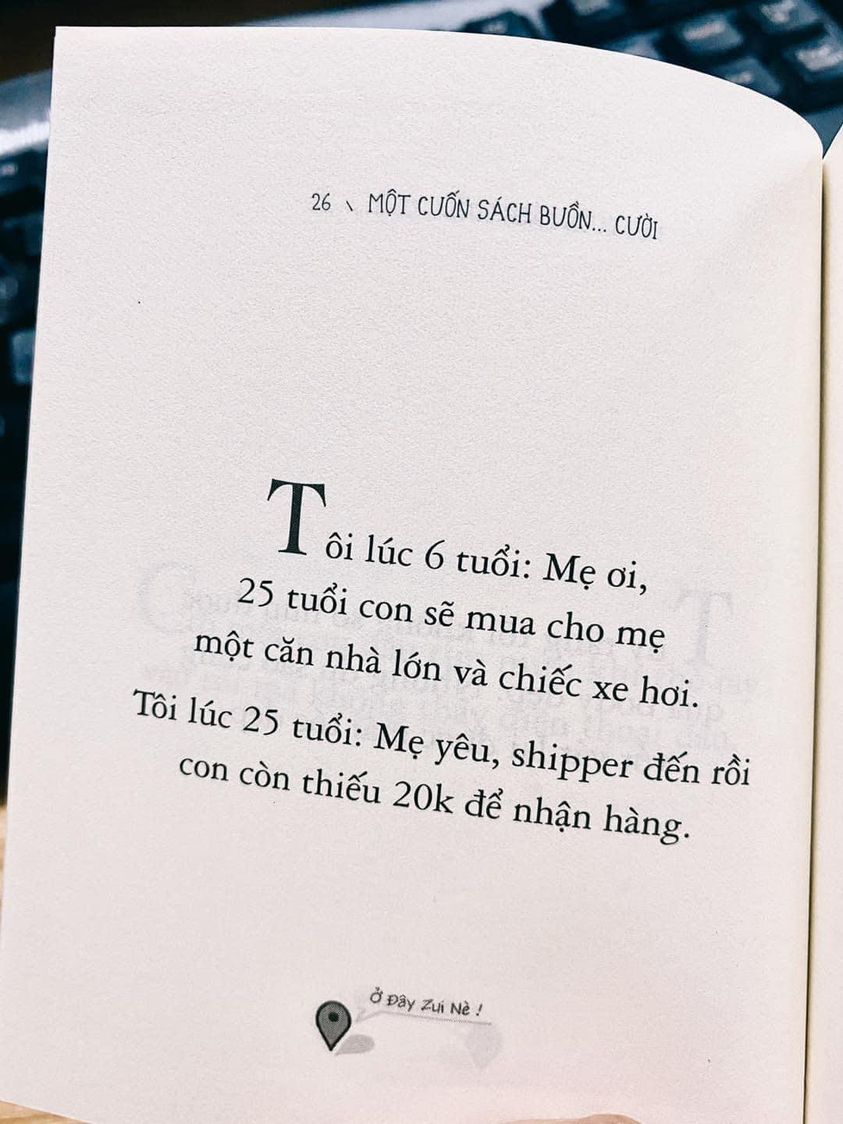 26 \ MỘT CUỐN SÁCH BUỒN... CƯỜI
Tôi lúc 6 tuổi: Mẹ ơi,
25 tuổi con sẽ mua cho mẹ
một căn nhà lớn và chiếc xe hơi.
Tôi lúc 25 tuổi: Mẹ yêu, shipper đến rồi
con còn thiếu 20k để nhận hàng.
Ở Đây Zui Nè !